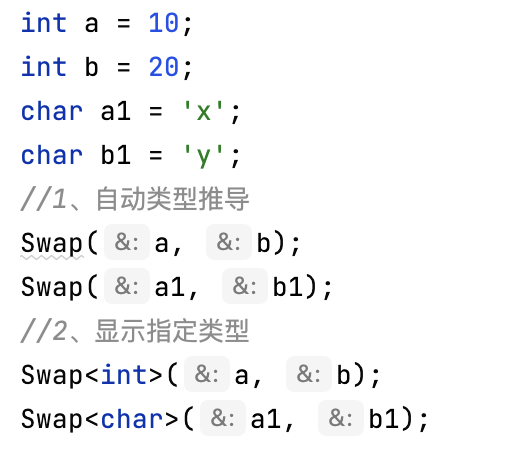 int a = 10;
int b = 20;
char a1 = 'x';
char b1 = 'y';
//1、自动类型推导
Swap( &: a, &: b);
Swap( &: a1, &: b1);
//2、显示指定类型
Swap<int>( &: a, &: b);
Swap<char>( &: a1, &: b1);